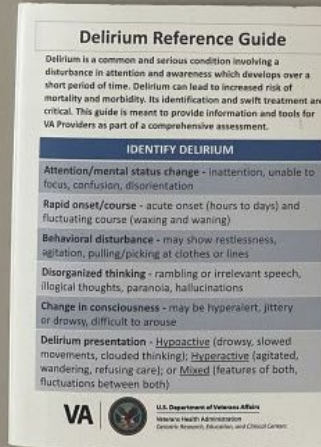 Delirium Reference Guide
Delirium is a common and serious condition involving a
disturbance in attention and awareness which develops over a
short period of time. Delirium can lead to increased risk of
mortality and morbidity. Its identification and swift treatment are
critical. This guide is meant to provide information and tools for
VA Providers as part of a comprehensive assessment.
IDENTIFY DELIRIUM
Attention/mental status change - inattention, unable to
focus, confusion, disorientation
Rapid onset/course - acute onset (hours to days) and
fluctuating course (waxing and waning)
Behavioral disturbance - may show restlessness,
agitation, pulling/picking at clothes or lines
Disorganized thinking - rambling or irrelevant speech,
illogical thoughts, paranoia, hallucinations
Change in consciousness - may be hyperalert, jittery
or drowsy, difficult to arouse
Delirium presentation - Hypoactive (drowsy, slowed
movements, clouded thinking); Hyperactive (agitated,
wandering, refusing care); or Mixed (features of both,
fluctuations between both)
VA
U.S. Department of Veterans Affairs
Veterans Health Administration
Geriatric Research, Education, and Clinical Centers